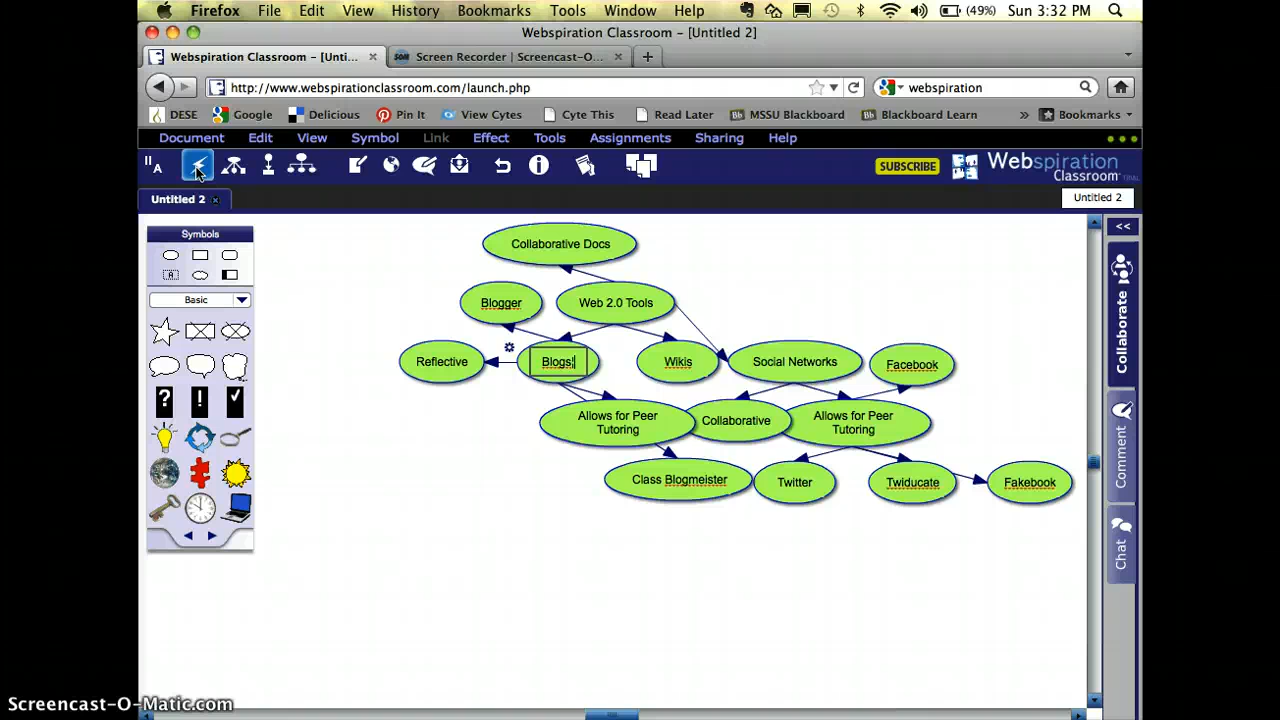 Firefox File Edit View History Bookmarks Tools Window Help (49%) Sun 3:32 PM
Webspiration Classroom – [Untitled 2]
Webspiration Classroom – [Unti... Screen Recorder | Screencast-O...
http://www.webspirationclassroom.com/launch.php webspiration
DESE Google Delicious Pin It View Cytes Cyte This Read Later MSSU Blackboard Blackboard Learn » Bookmarks
Document Edit View Symbol Link Effect Tools Assignments Sharing Help
SUBSCRIBE Webspiration
Classroom TRIAL
Untitled 2 Untitled 2
Symbols
<<
Basic
Collaborate
Comment
Chat
Collaborative Docs
Blogger Web 2.0 Tools
Reflective Blogs Wikis Social Networks Facebook
Allows for Peer
Tutoring
Collaborative
Allows for Peer
Tutoring
Class Blogmeister Twitter Twiducate Fakebook
Screencast-O-Matic.com